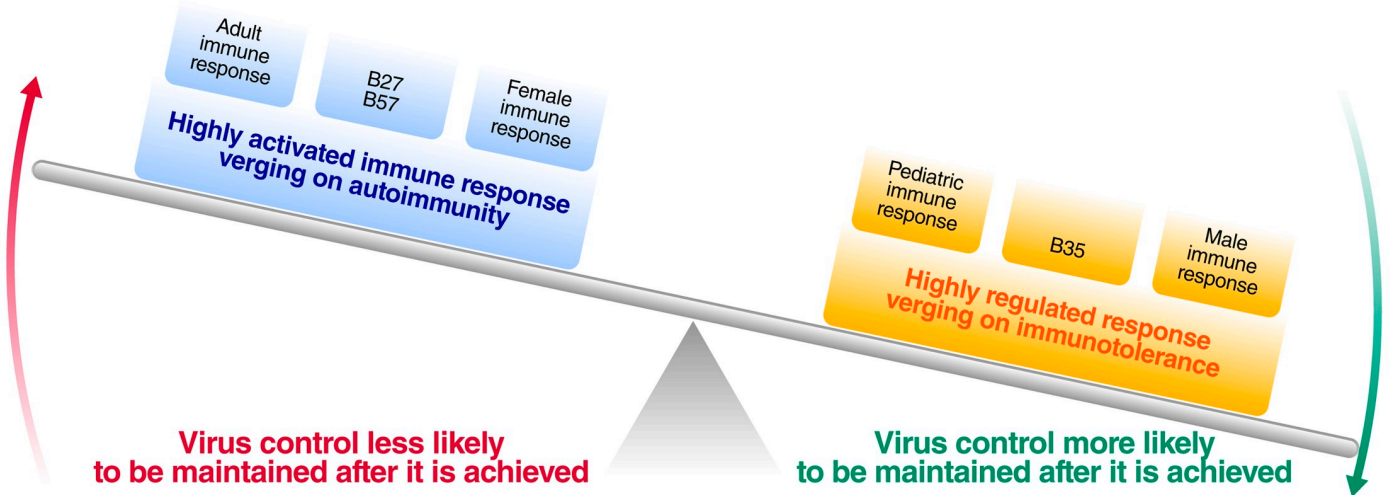 Adult
immune
response
B27
B57
Female
immune
response
Highly activated immune response
verging on autoimmunity
Pediatric
immune
response
B35
Male
immune
response
Highly regulated response
verging on immunotolerance
Virus control less likely
to be maintained after it is achieved
Virus control more likely
to be maintained after it is achieved